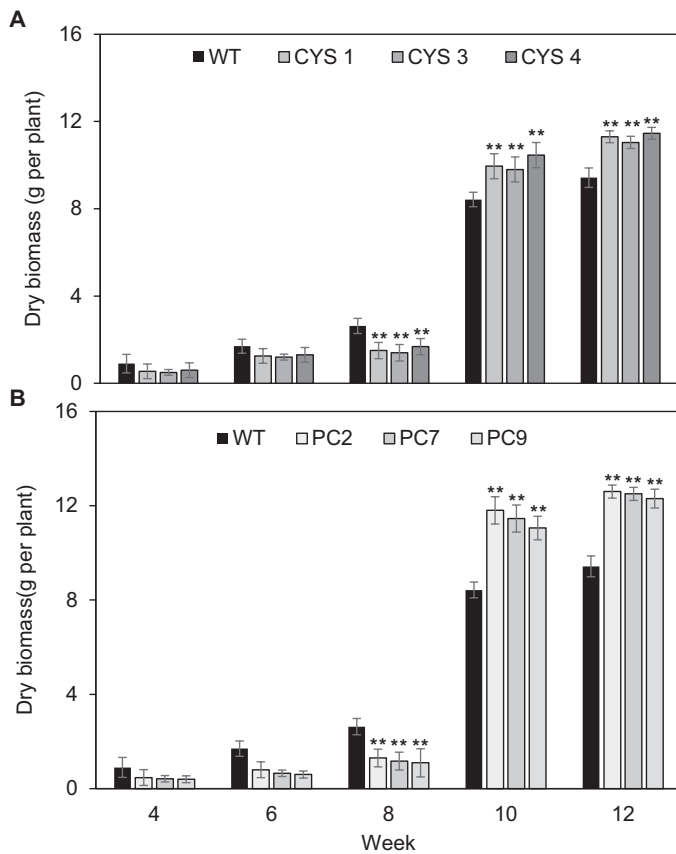 A
16
WT CYS 1 CYS 3 CYS 4
12
** ** **
** ** **
8
4
** ** **
0
Dry biomass (g per plant)
B
16
WT PC2 PC7 PC9
12
** ** **
** ** **
8
4
** ** **
0
Dry biomass(g per plant)
4 6 8 10 12
Week